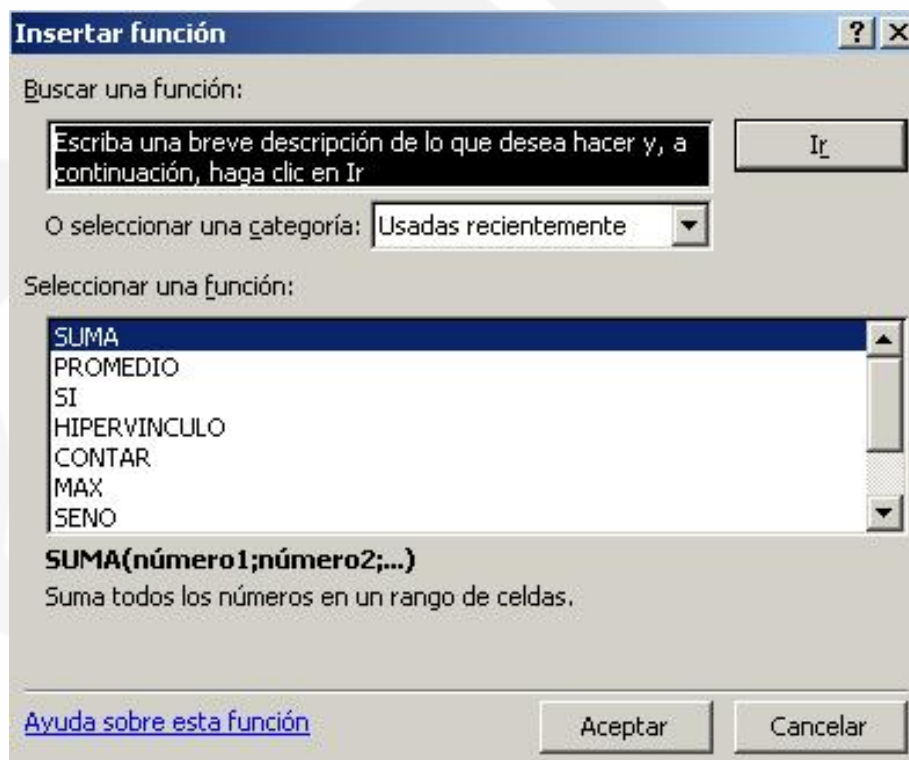 Insertar función
Buscar una función:
Escriba una breve descripción de lo que desea hacer y, a
continuación, haga clic en Ir
Ir
O seleccionar una categoría: Usadas recientemente
Seleccionar una función:
SUMA
PROMEDIO
SI
HIPERVINCULO
CONTAR
MAX
SENO
SUMA(número1;número2;...)
Suma todos los números en un rango de celdas.
Ayuda sobre esta función
Aceptar
Cancelar